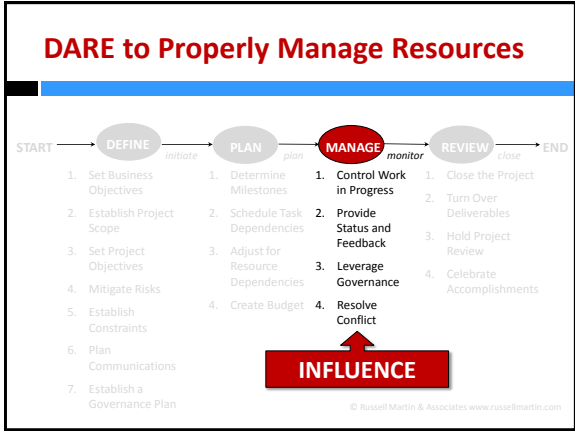 DARE to Properly Manage Resources
START
DEFINE
initiate
PLAN
plan
MANAGE
monitor
REVIEW
close
END
1. Set Business
Objectives
2. Establish Project
Scope
3. Set Project
Objectives
4. Mitigate Risks
5. Establish
Constraints
6. Plan
Communications
7. Establish a
Governance Plan
1. Determine
Milestones
2. Schedule Task
Dependencies
3. Adjust for
Resource
Dependencies
4. Create Budget
1. Control Work
in Progress
2. Provide
Status and
Feedback
3. Leverage
Governance
4. Resolve
Conflict
1. Close the Project
2. Turn Over
Deliverables
3. Hold Project
Review
4. Celebrate
Accomplishments
INFLUENCE
© Russell Martin & Associates www.russellmartin.com